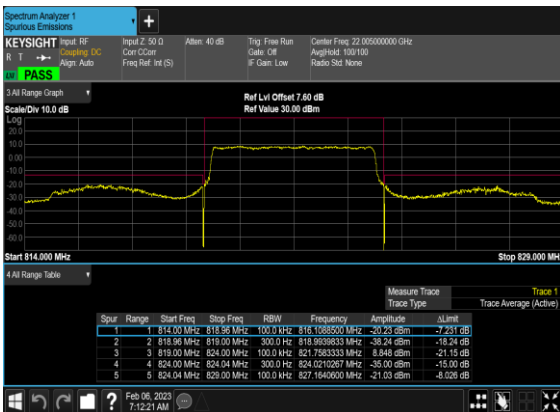 Spectrum Analyzer 1
Spurious Emissions
KEYSIGHT Input: RF Input Z: 50 Ω Atten: 40 dB Trig: Free Run Center Freq: 22.005000000 GHz
R T Coupling: DC Corr CCorr Gate: Off Avg|Hold: 100/100
Align: Auto Freq Ref: Int (S) IF Gain: Low Radio Std: None
PASS
3 All Range Graph
Ref Lvl Offset 7.60 dB
Scale/Div 10.0 dB Ref Value 30.00 dBm
Log
20.0
10.0
0.00
-10.0
-20.0
-30.0
-40.0
-50.0
-60.0
Start 814.000 MHz Stop 829.000 MH
4 All Range Table
Measure Trace Trace 1
Trace Type Trace Average (Active)
Spur Range Start Freq Stop Freq RBW Frequency Amplitude ΔLimit
1 1 814.00 MHz 818.96 MHz 100.0 kHz 816.1088500 MHz -20.23 dBm -7.231 dB
2 2 818.96 MHz 819.00 MHz 300.0 Hz 818.9939833 MHz -38.24 dBm -18.24 dB
3 3 819.00 MHz 824.00 MHz 100.0 kHz 821.7583333 MHz 8.848 dBm -21.15 dB
4 4 824.00 MHz 824.04 MHz 300.0 Hz 824.0210267 MHz -35.00 dBm -15.00 dB
5 5 824.04 MHz 829.00 MHz 100.0 kHz 827.1640600 MHz -21.03 dBm -8.026 dB
Feb 06, 2023
7:12:21 AM